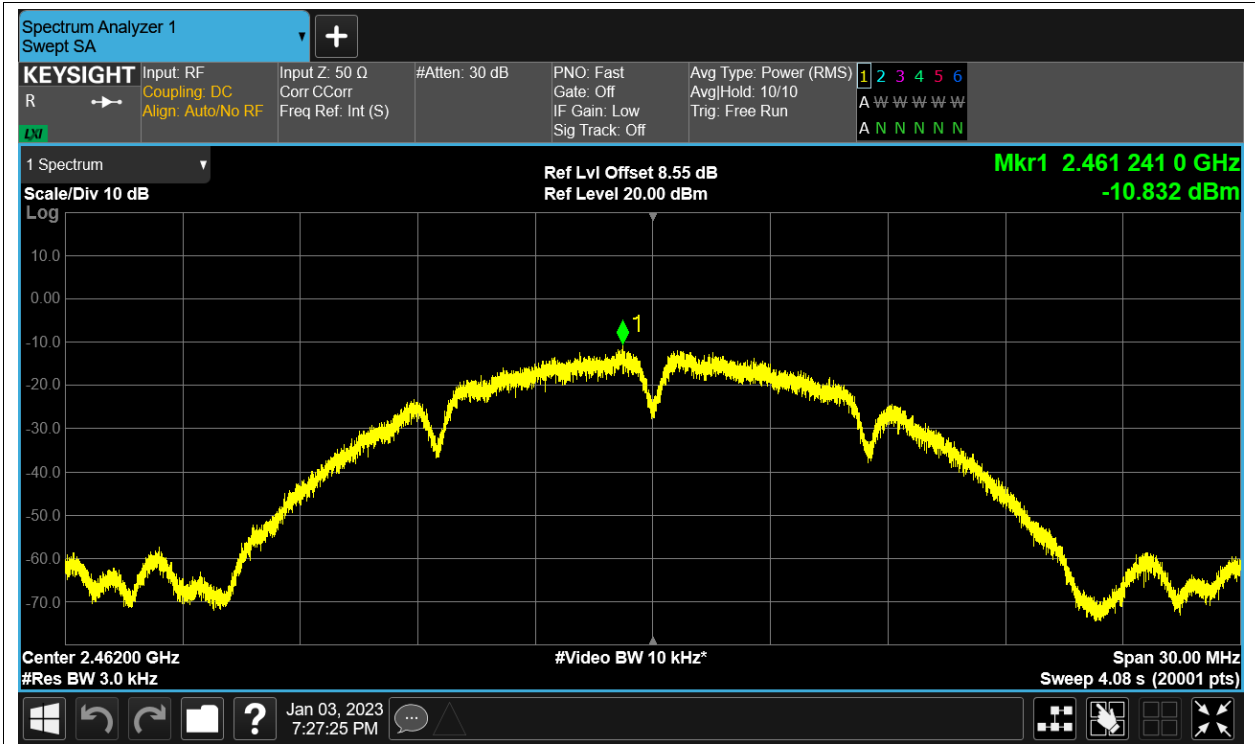 Spectrum Analyzer 1
Swept SA
+
KEYSIGHT
R
LXI
Input: RF
Coupling: DC
Align: Auto/No RF
Input Z: 50 Ω
Corr CCorr
Freq Ref: Int (S)
#Atten: 30 dB
PNO: Fast
Gate: Off
IF Gain: Low
Sig Track: Off
Avg Type: Power (RMS)
Avg|Hold: 10/10
Trig: Free Run
1 2 3 4 5 6
A W W W W W
A N N N N N
1 Spectrum
Scale/Div 10 dB
Log
Ref Lvl Offset 8.55 dB
Ref Level 20.00 dBm
Mkr1 2.461 241 0 GHz
-10.832 dBm
10.0
0.00
-10.0
-20.0
-30.0
-40.0
-50.0
-60.0
-70.0
1
Center 2.46200 GHz
#Res BW 3.0 kHz
#Video BW 10 kHz*
Span 30.00 MHz
Sweep 4.08 s (20001 pts)
?
Jan 03, 2023
7:27:25 PM